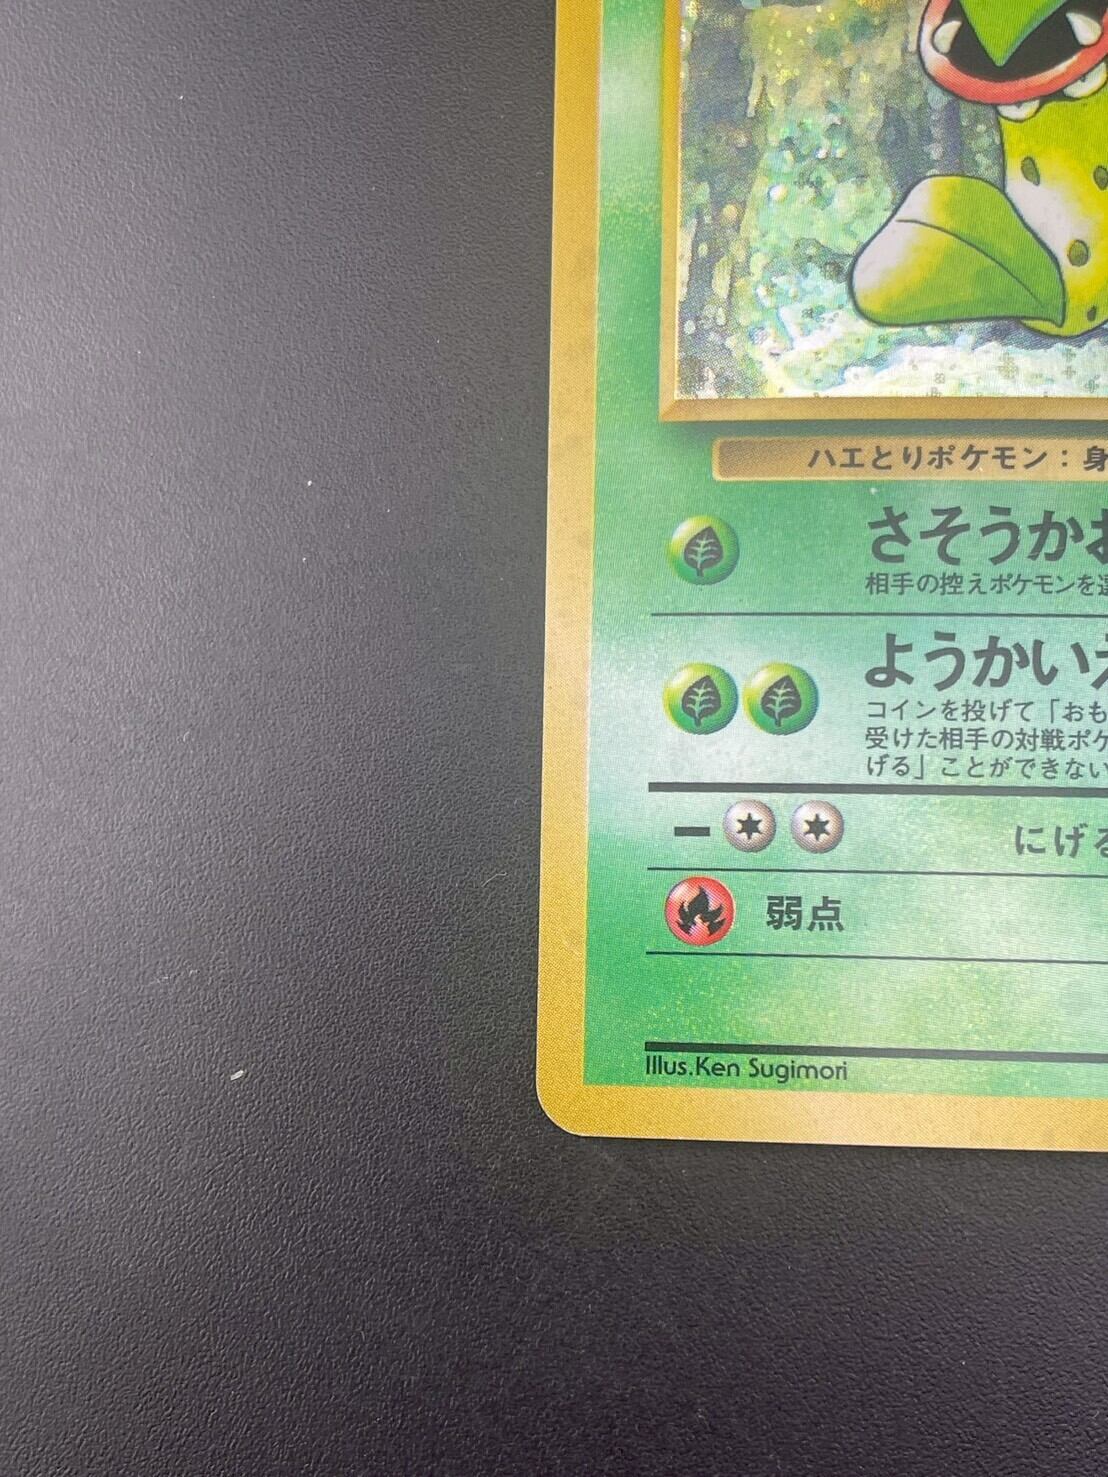 ハエとりポケモン：身
さそうかお
相手の控えポケモンを選
ようかいえ
コインを投げて「おも
受けた相手の対戦ポケ
げる」ことができない
にげる
弱点
Illus.Ken Sugimori